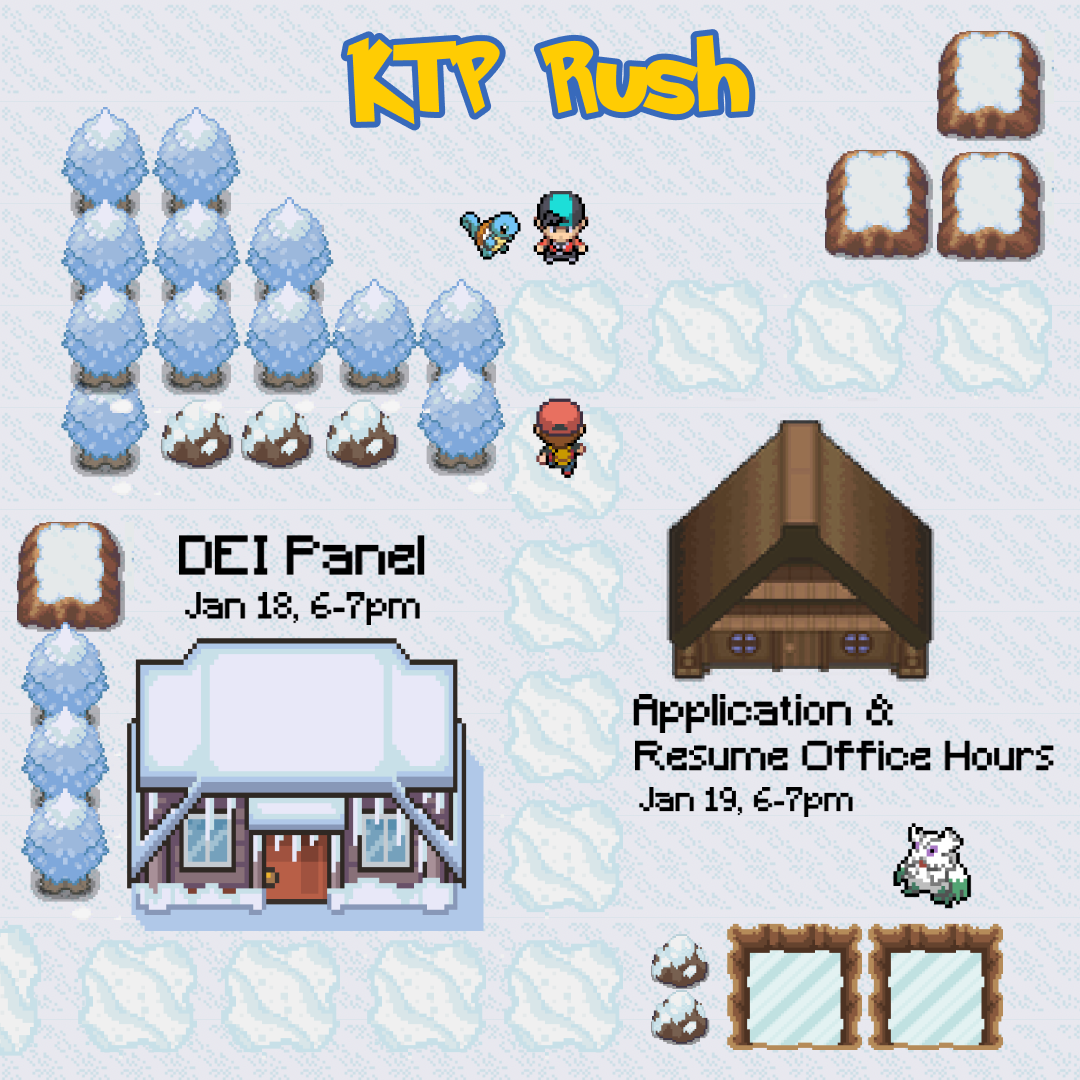 KTP Rush
DEI Panel
Jan 18, 6-7pm
Application &
Resume Office Hours
Jan 19, 6-7pm